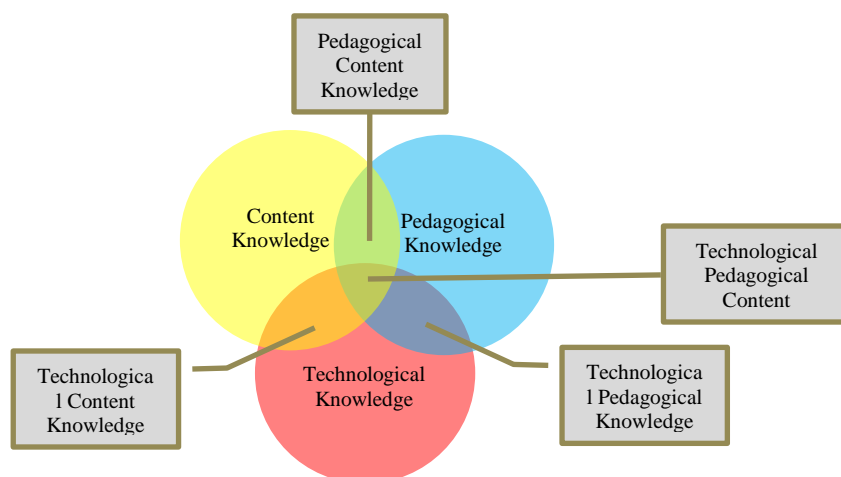 Pedagogical
Content
Knowledge
Content
Knowledge
Pedagogical
Knowledge
Technological
Pedagogical
Content
Technologica
l Content
Knowledge
Technological
Knowledge
Technologica
l Pedagogical
Knowledge